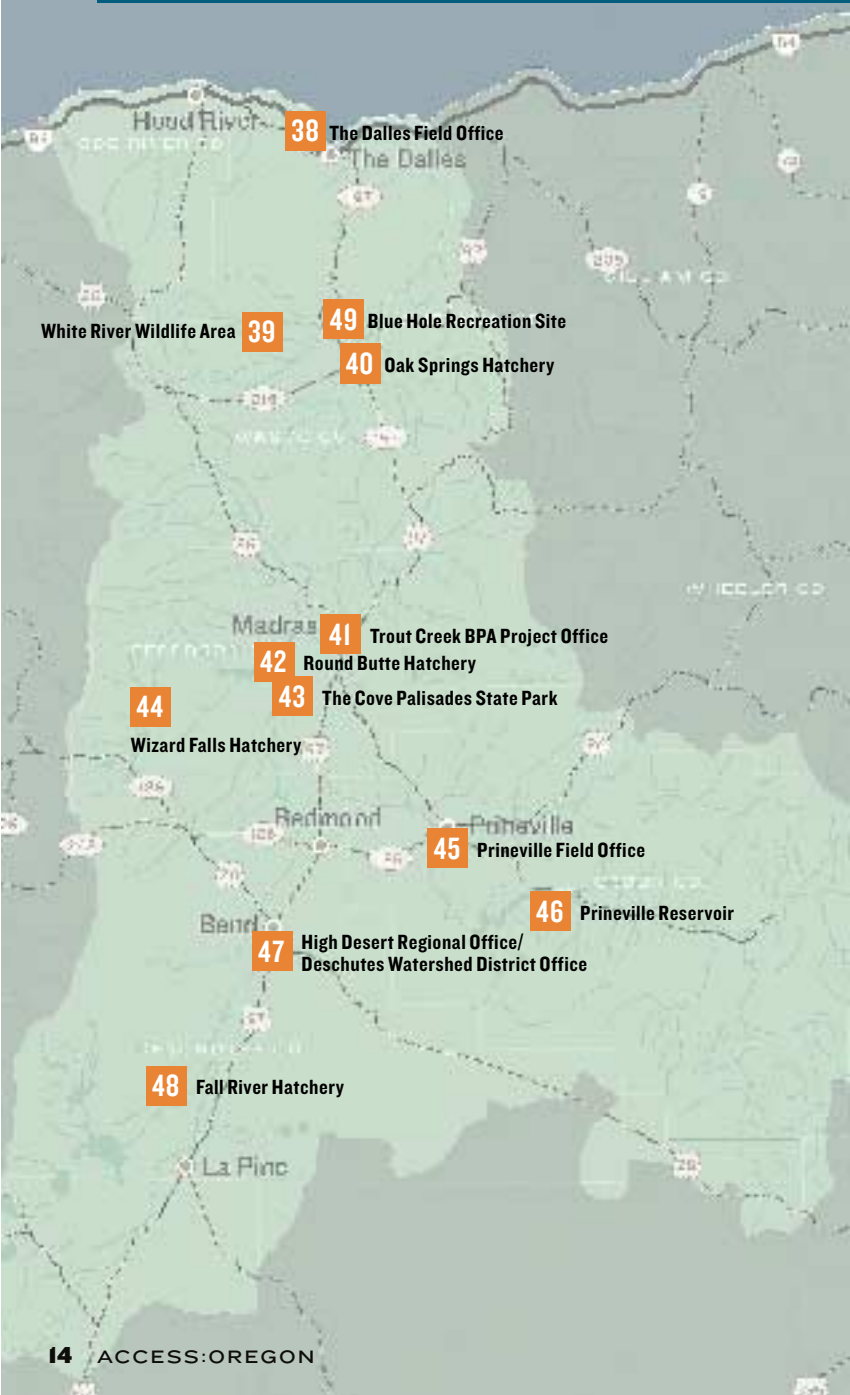 Hood River
38 The Dalles Field Office
The Dalles
White River Wildlife Area 39
49 Blue Hole Recreation Site
40 Oak Springs Hatchery
WHEELER CO
Madras
41 Trout Creek BPA Project Office
42 Round Butte Hatchery
43 The Cove Palisades State Park
44
Wizard Falls Hatchery
Redmond
Prineville
45 Prineville Field Office
46 Prineville Reservoir
Bend
47 High Desert Regional Office/
Deschutes Watershed District Office
48 Fall River Hatchery
La Pine
14 ACCESS:OREGON